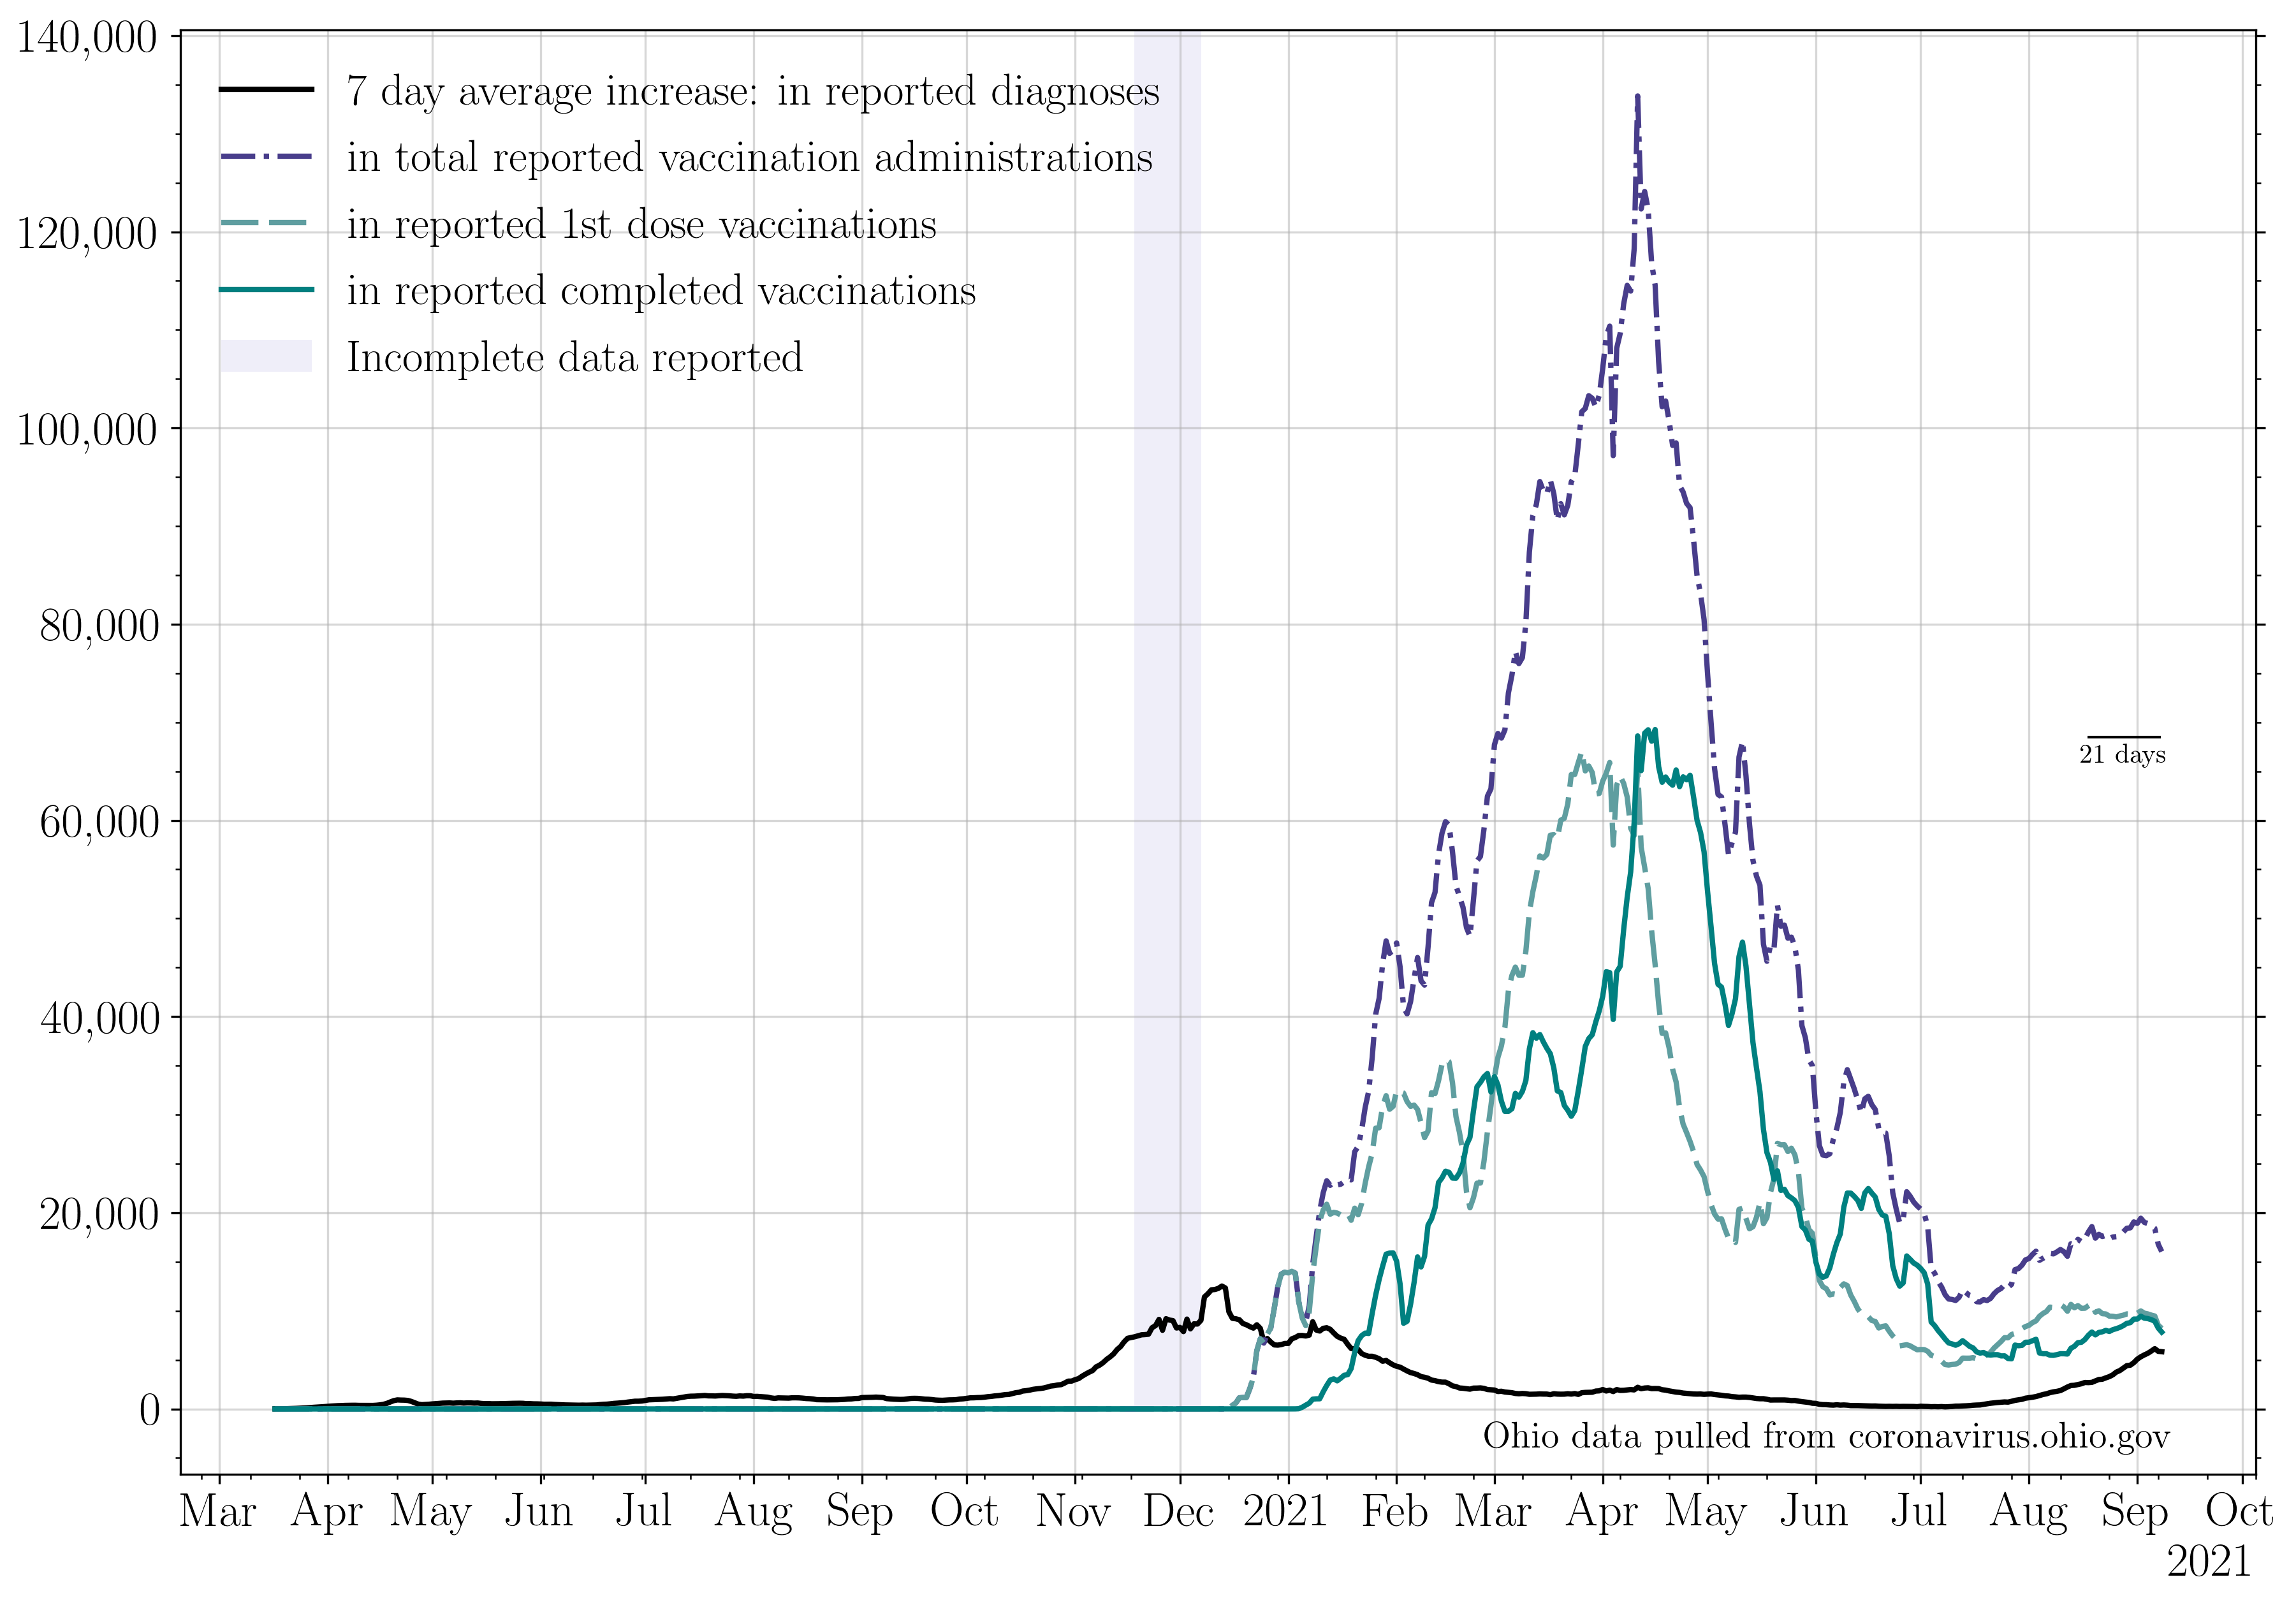 140,000
120,000
100,000
80,000
60,000
40,000
20,000
0
7 day average increase: in reported diagnoses
in total reported vaccination administrations
in reported 1st dose vaccinations
in reported completed vaccinations
Incomplete data reported
21 days
Ohio data pulled from coronavirus.ohio.gov
Mar Apr May Jun Jul Aug Sep Oct Nov Dec 2021 Feb Mar Apr May Jun Jul Aug Sep Oct
2021